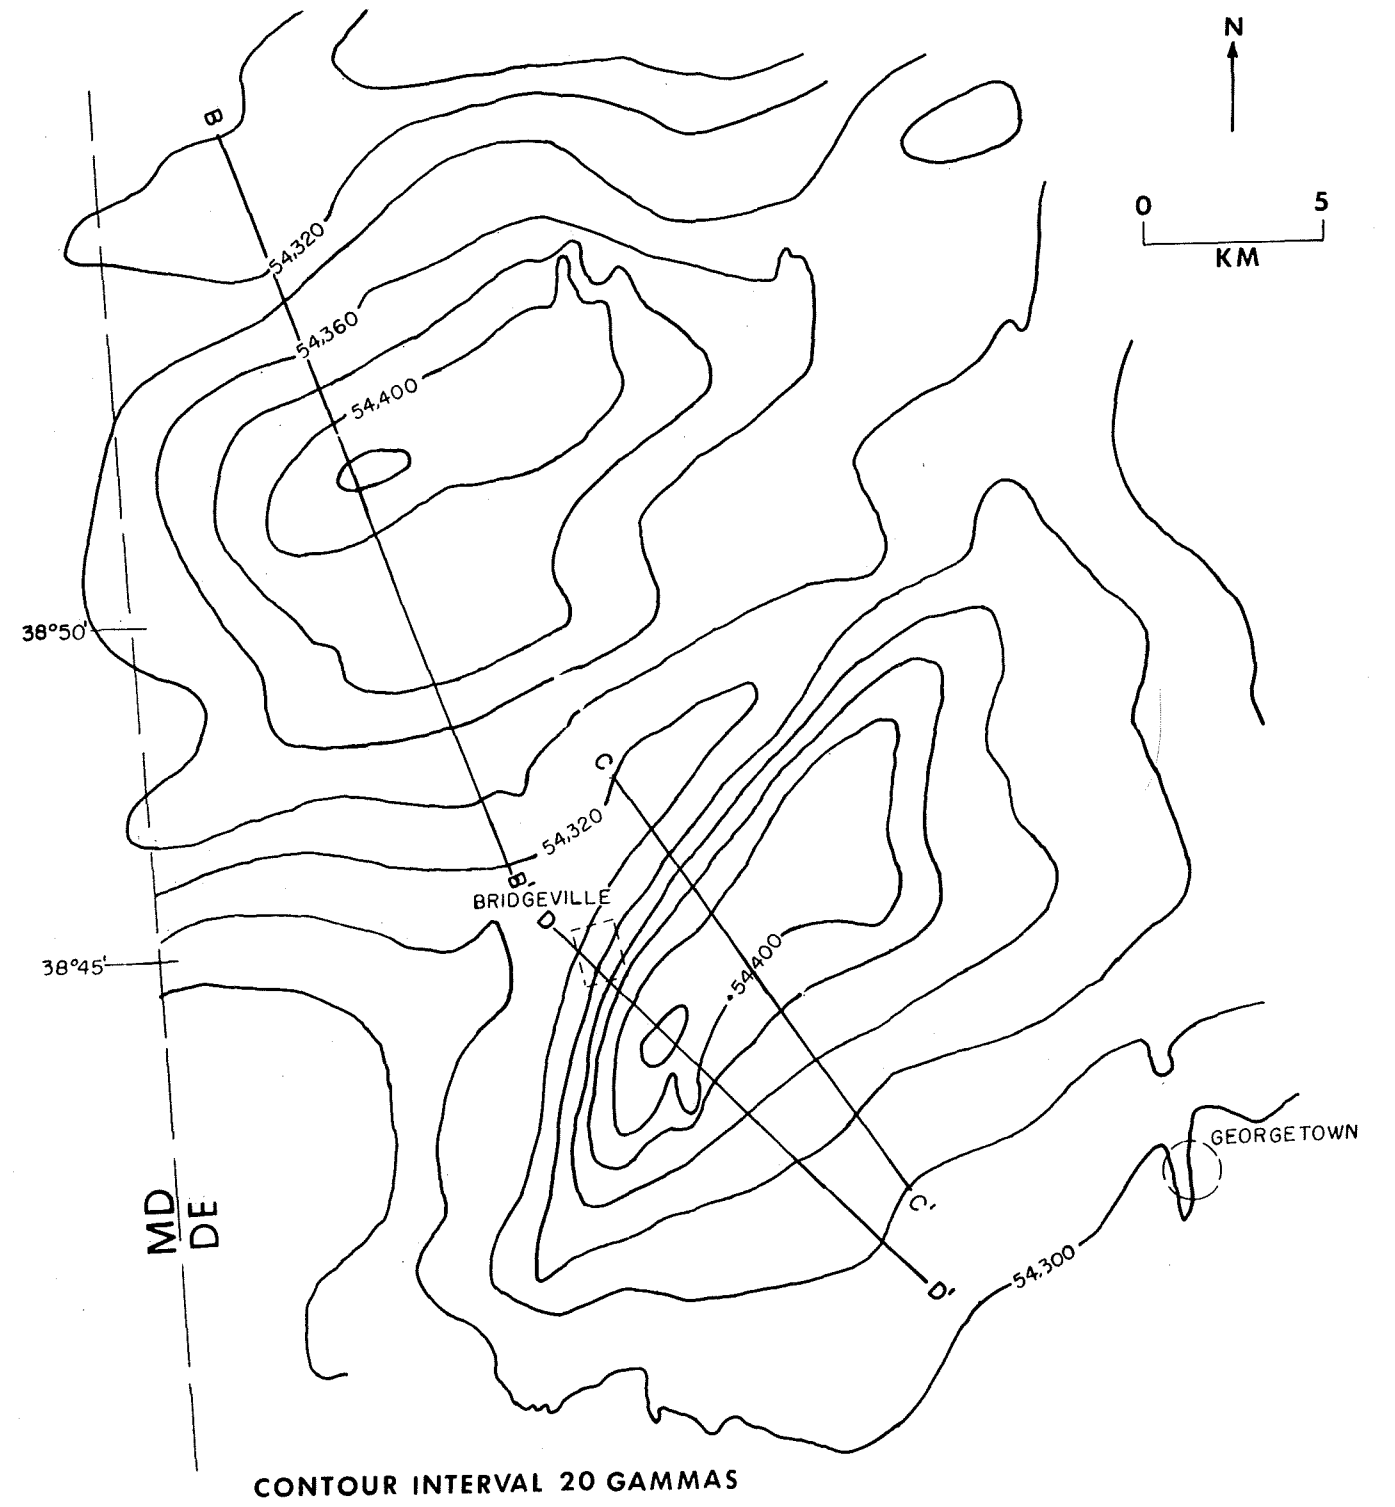 N
B
0 5
KM
54,320
54,360
54,400
38°50'
C
54,320
B'
BRIDGEVILLE
D
54,400
38°45'
GEORGETOWN
MD
DE
C'
54,300
D'
CONTOUR INTERVAL 20 GAMMAS